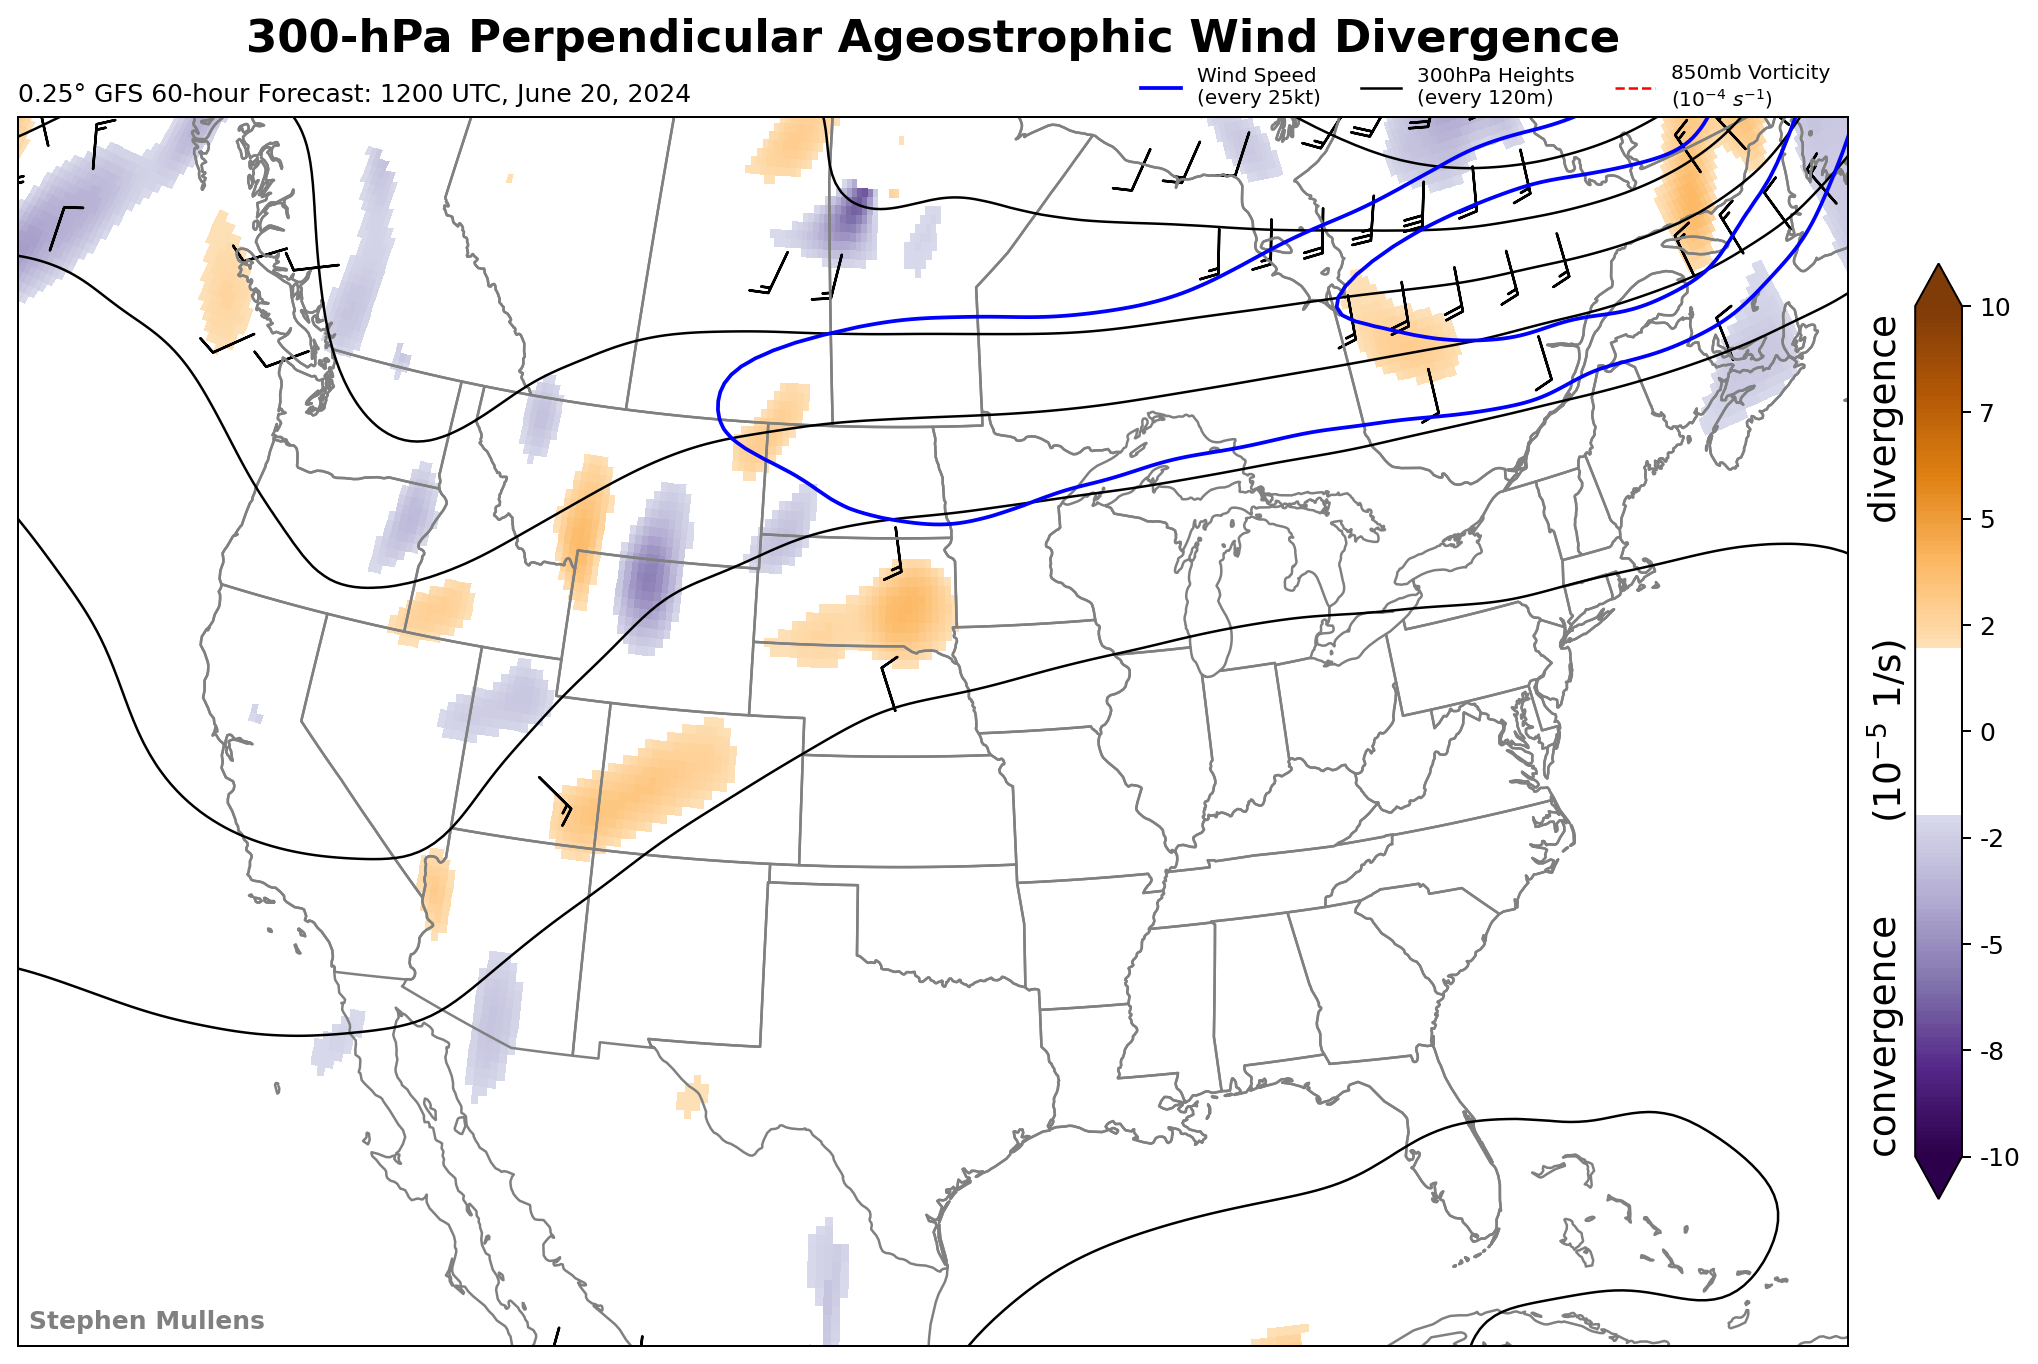 300-hPa Perpendicular Ageostrophic Wind Divergence
0.25° GFS 60-hour Forecast: 1200 UTC, June 20, 2024
Wind Speed
(every 25kt)
300hPa Heights
(every 120m)
850mb Vorticity
(10⁻⁴ s⁻¹)
10
7
5
2
0
-2
-5
-8
-10
convergence (10⁻⁵ 1/s) divergence
Stephen Mullens